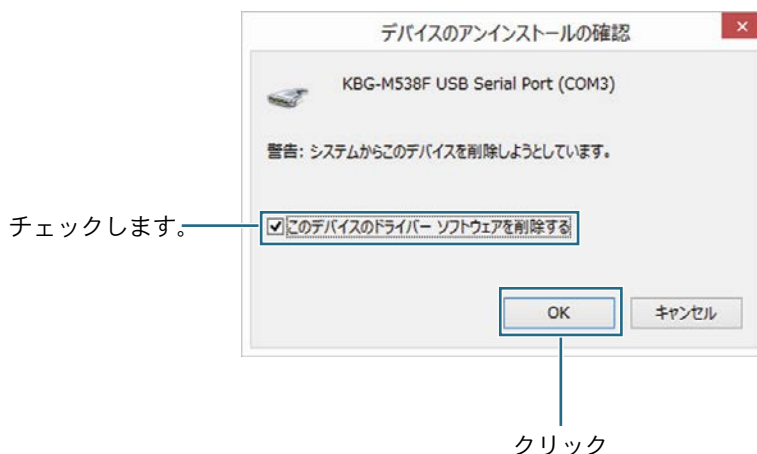 デバイスのアンインストールの確認
KBG-M538F USB Serial Port (COM3)
警告: システムからこのデバイスを削除しようとしています。
チェックします。
このデバイスのドライバー ソフトウェアを削除する
OK
キャンセル
クリック